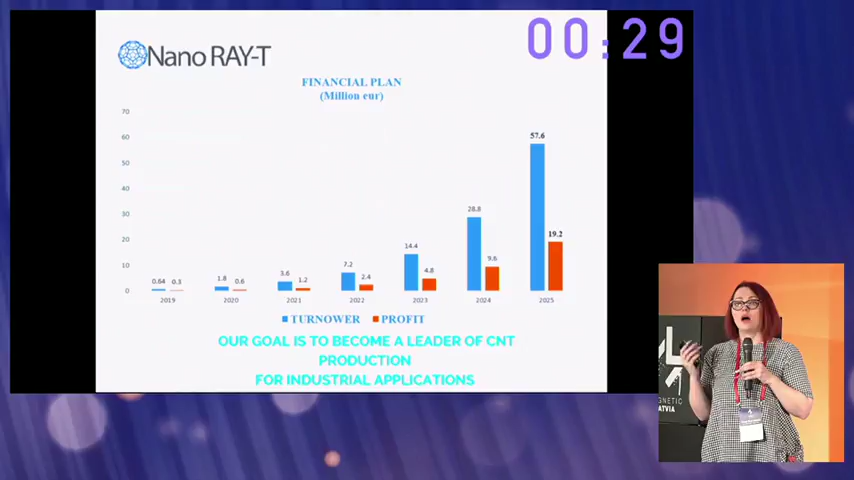 00:29
Nano RAY-T
FINANCIAL PLAN
(Million eur)
70
60
50
40
30
20
10
0
0.64 0.3
1.8 0.6
3.6 1.2
7.2 2.4
14.4 4.8
28.8 9.6
57.6 19.2
2019 2020 2021 2022 2023 2024 2025
TURNOWER PROFIT
OUR GOAL IS TO BECOME A LEADER OF CNT
PRODUCTION
FOR INDUSTRIAL APPLICATIONS